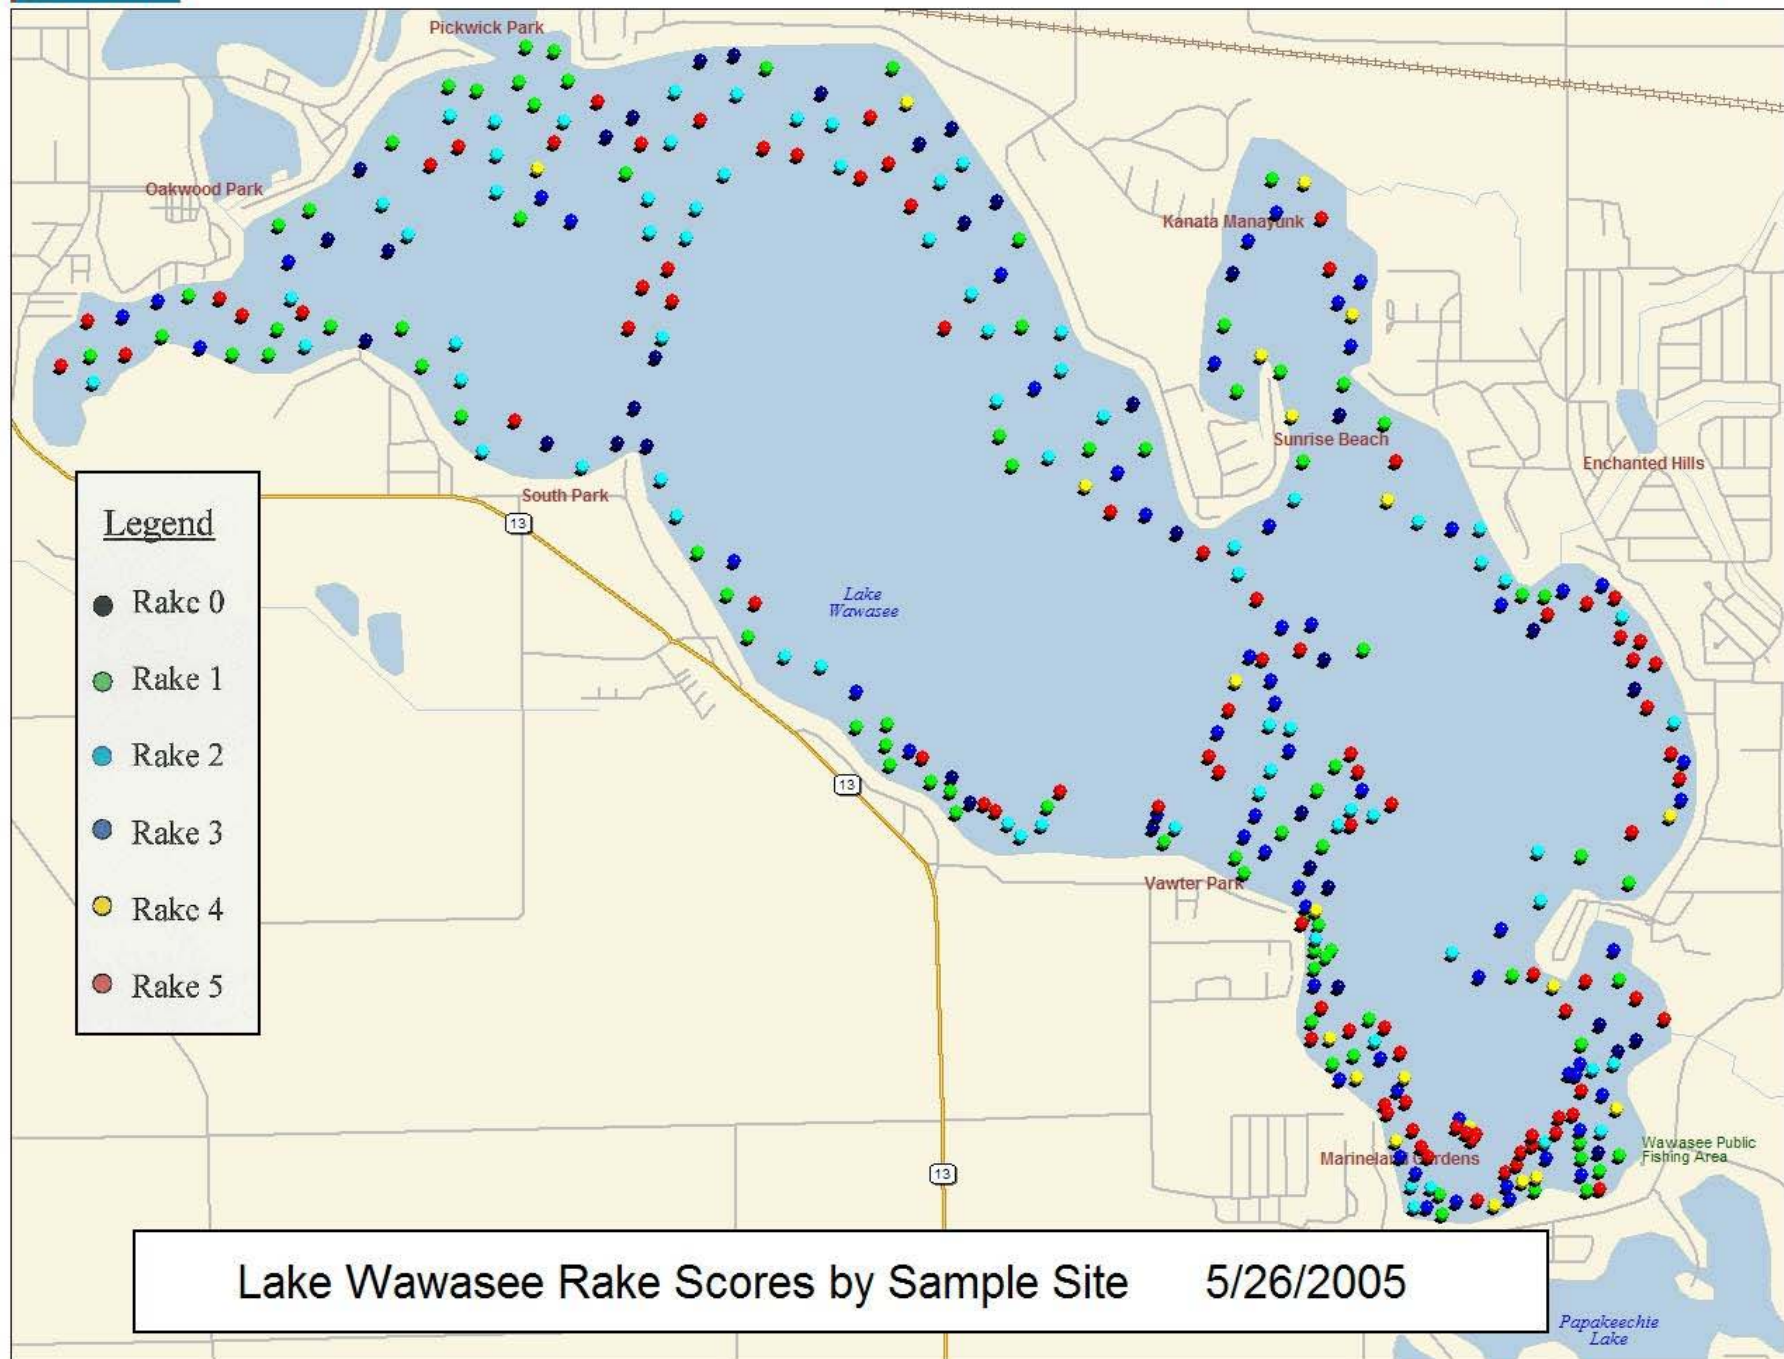 Pickwick Park
Oakwood Park
Kanata Manayunk
Sunrise Beach
Enchanted Hills
South Park
13
Legend
Rakc 0
Rake 1
Rake 2
Rake 3
Rakc 4
Rake 5
Lake
Wawasee
13
Vawter Park
13
Marineland Gardens
Wawasee Public
Fishing Area
Lake Wawasee Rake Scores by Sample Site 5/26/2005
Papakeechie
Lake